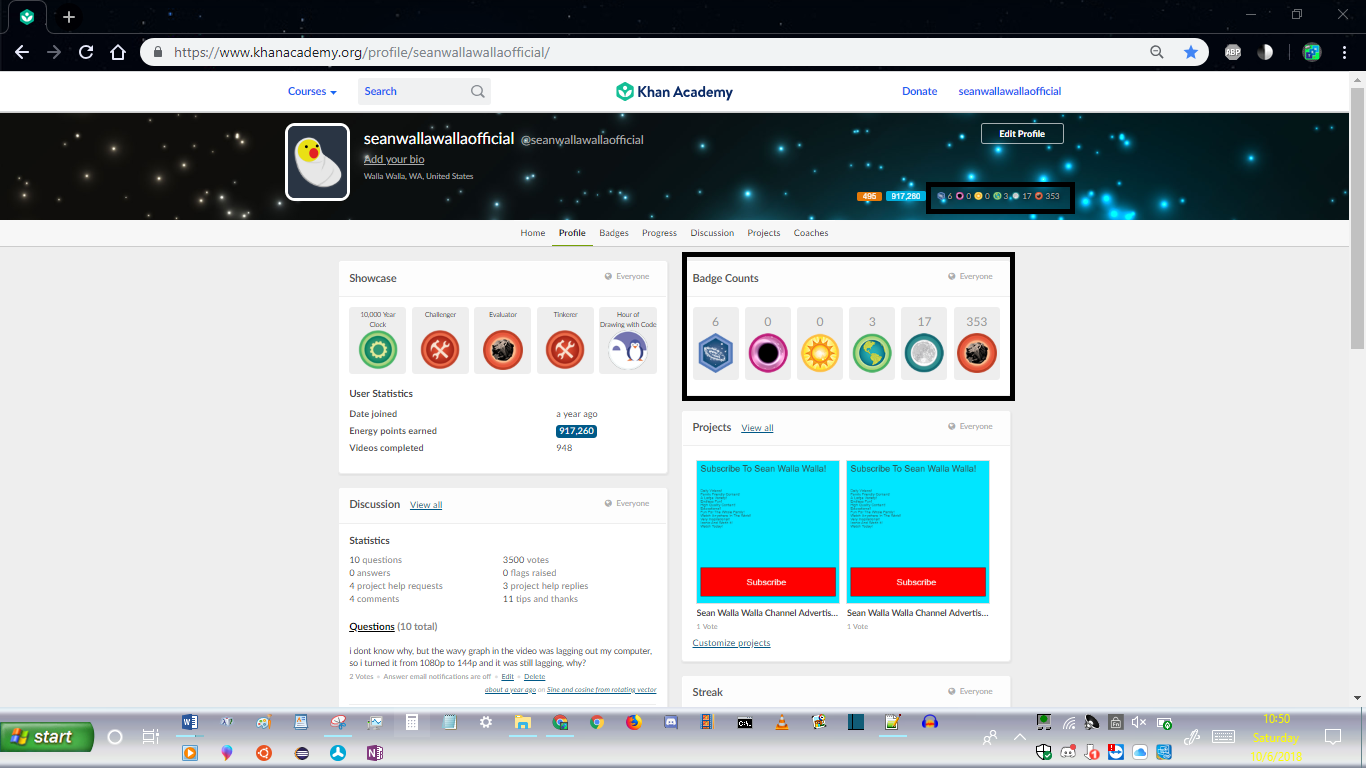 https://www.khanacademy.org/profile/seanwallawallaofficial/
ABP
Courses
Search
Khan Academy
Donate
seanwallawallaofficial
seanwallawallaofficial @seanwallawallaofficial
Add your bio
Walla Walla, WA, United States
Edit Profile
495 917,260 6 0 0 3 17 353
Home Profile Badges Progress Discussion Projects Coaches
Showcase
Everyone
10,000 Year Clock
Challenger
Evaluator
Tinkerer
Hour of Drawing with Code
User Statistics
Date joined a year ago
Energy points earned 917,260
Videos completed 948
Badge Counts
Everyone
6 0 0 3 17 353
Projects View all
Everyone
Subscribe To Sean Walla Walla!
Subscribe
Sean Walla Walla Channel Advertis...
1 Vote
Subscribe To Sean Walla Walla!
Subscribe
Sean Walla Walla Channel Advertis...
1 Vote
Customize projects
Discussion View all
Everyone
Statistics
10 questions 3500 votes
0 answers 0 flags raised
4 project help requests 3 project help replies
4 comments 11 tips and thanks
Questions (10 total)
i dont know why, but the wavy graph in the video was lagging out my computer,
so i turned it from 1080p to 144p and it was still lagging, why?
2 Votes • Answer email notifications are off • Edit • Delete
about a year ago on Sine and cosine from rotating vector
Streak
Everyone
start
10:50
Saturday
10/6/2018